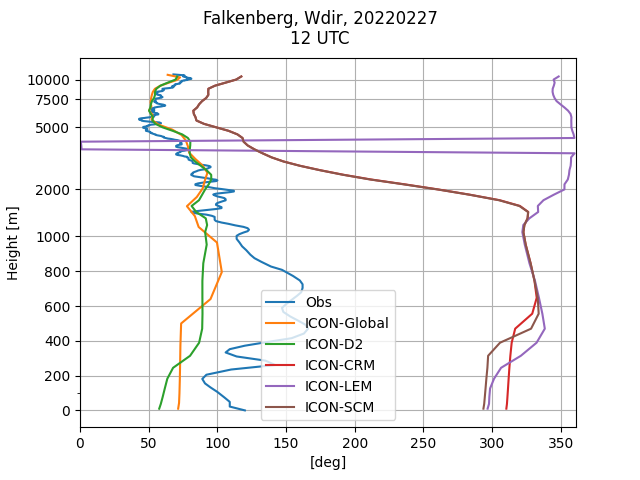 Falkenberg, Wdir, 20220227
12 UTC
10000
7500
5000
2000
1000
800
600
400
200
0
Height [m]
Obs
ICON-Global
ICON-D2
ICON-CRM
ICON-LEM
ICON-SCM
0 50 100 150 200 250 300 350
[deg]